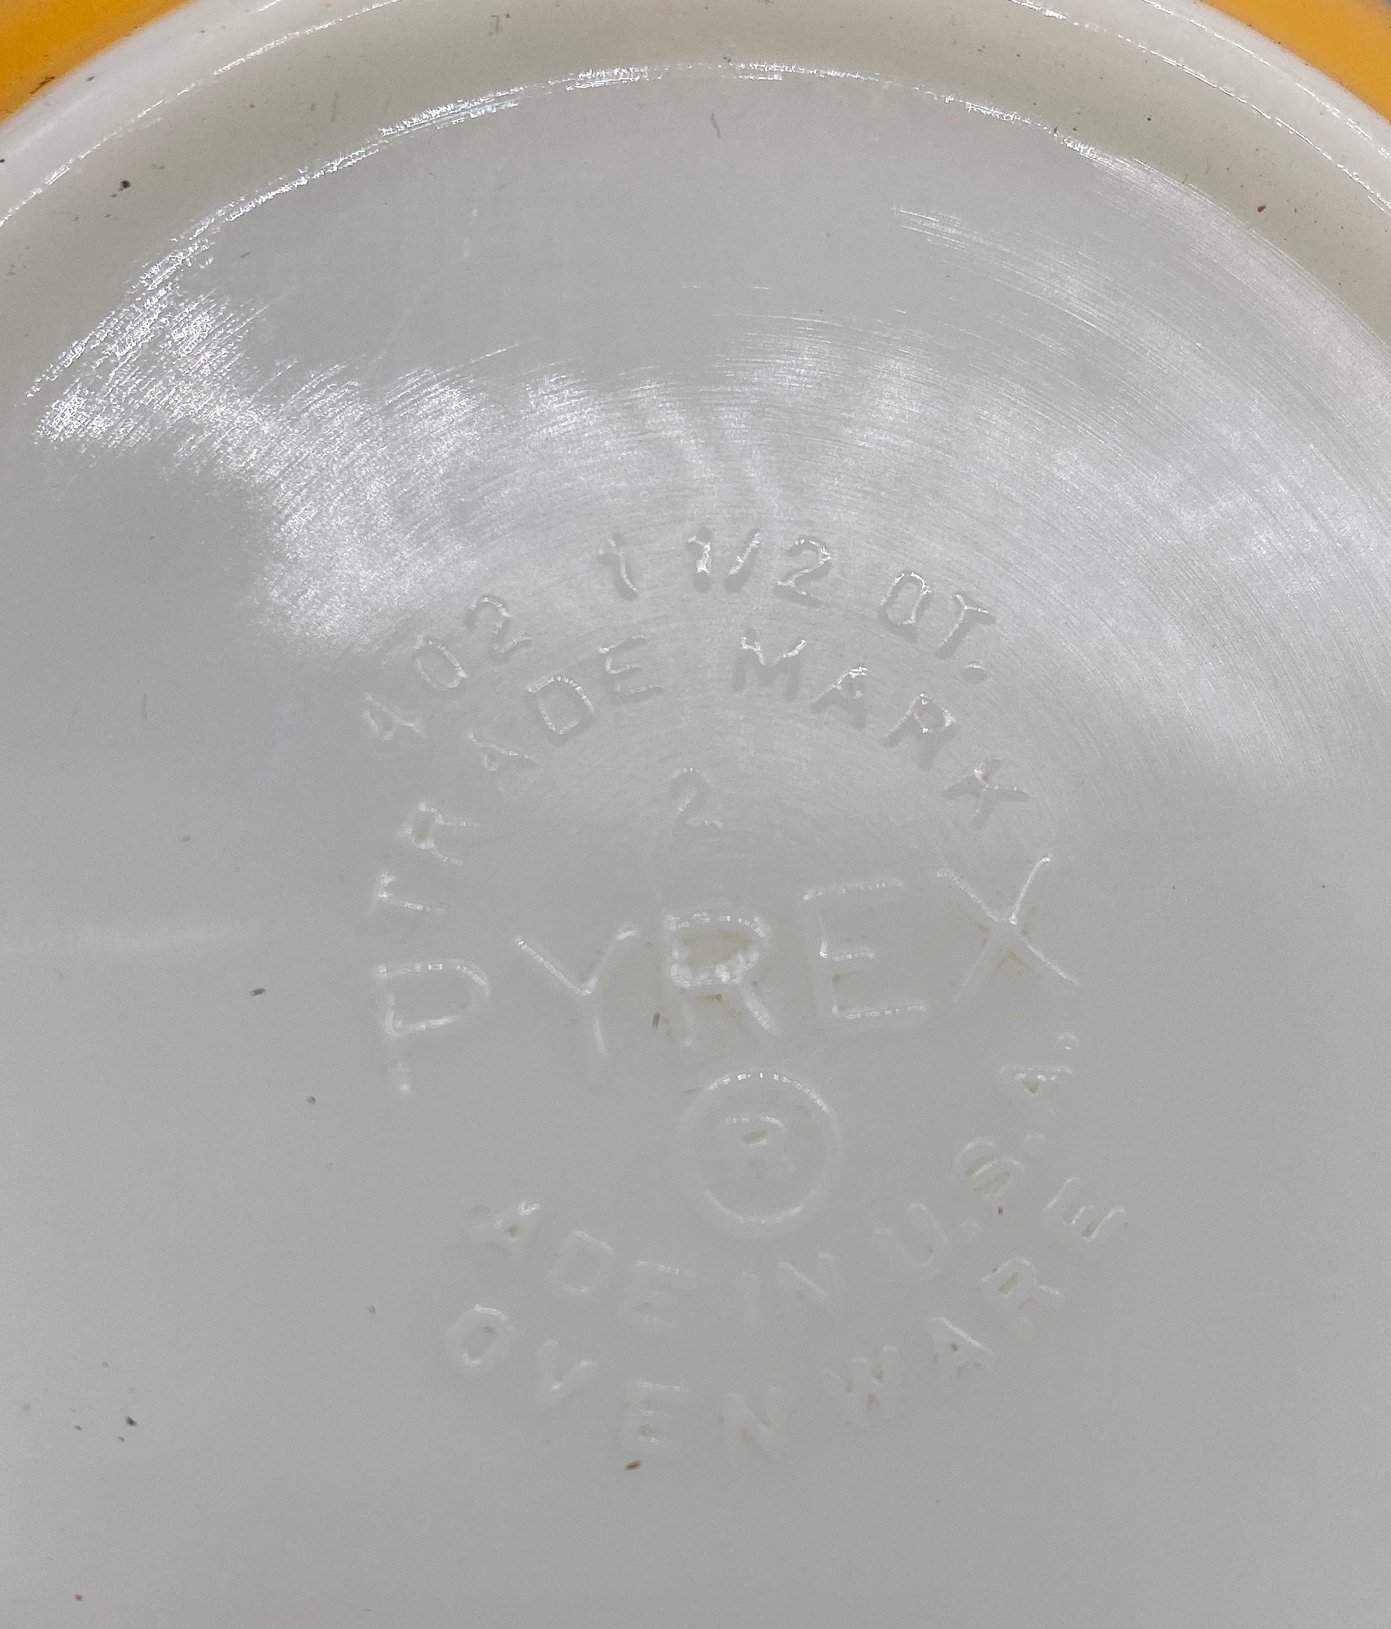 402 1 1/2 QT.
TRADE MARK
2
PYREX
®
MADE IN U.S.A.
OVENWARE